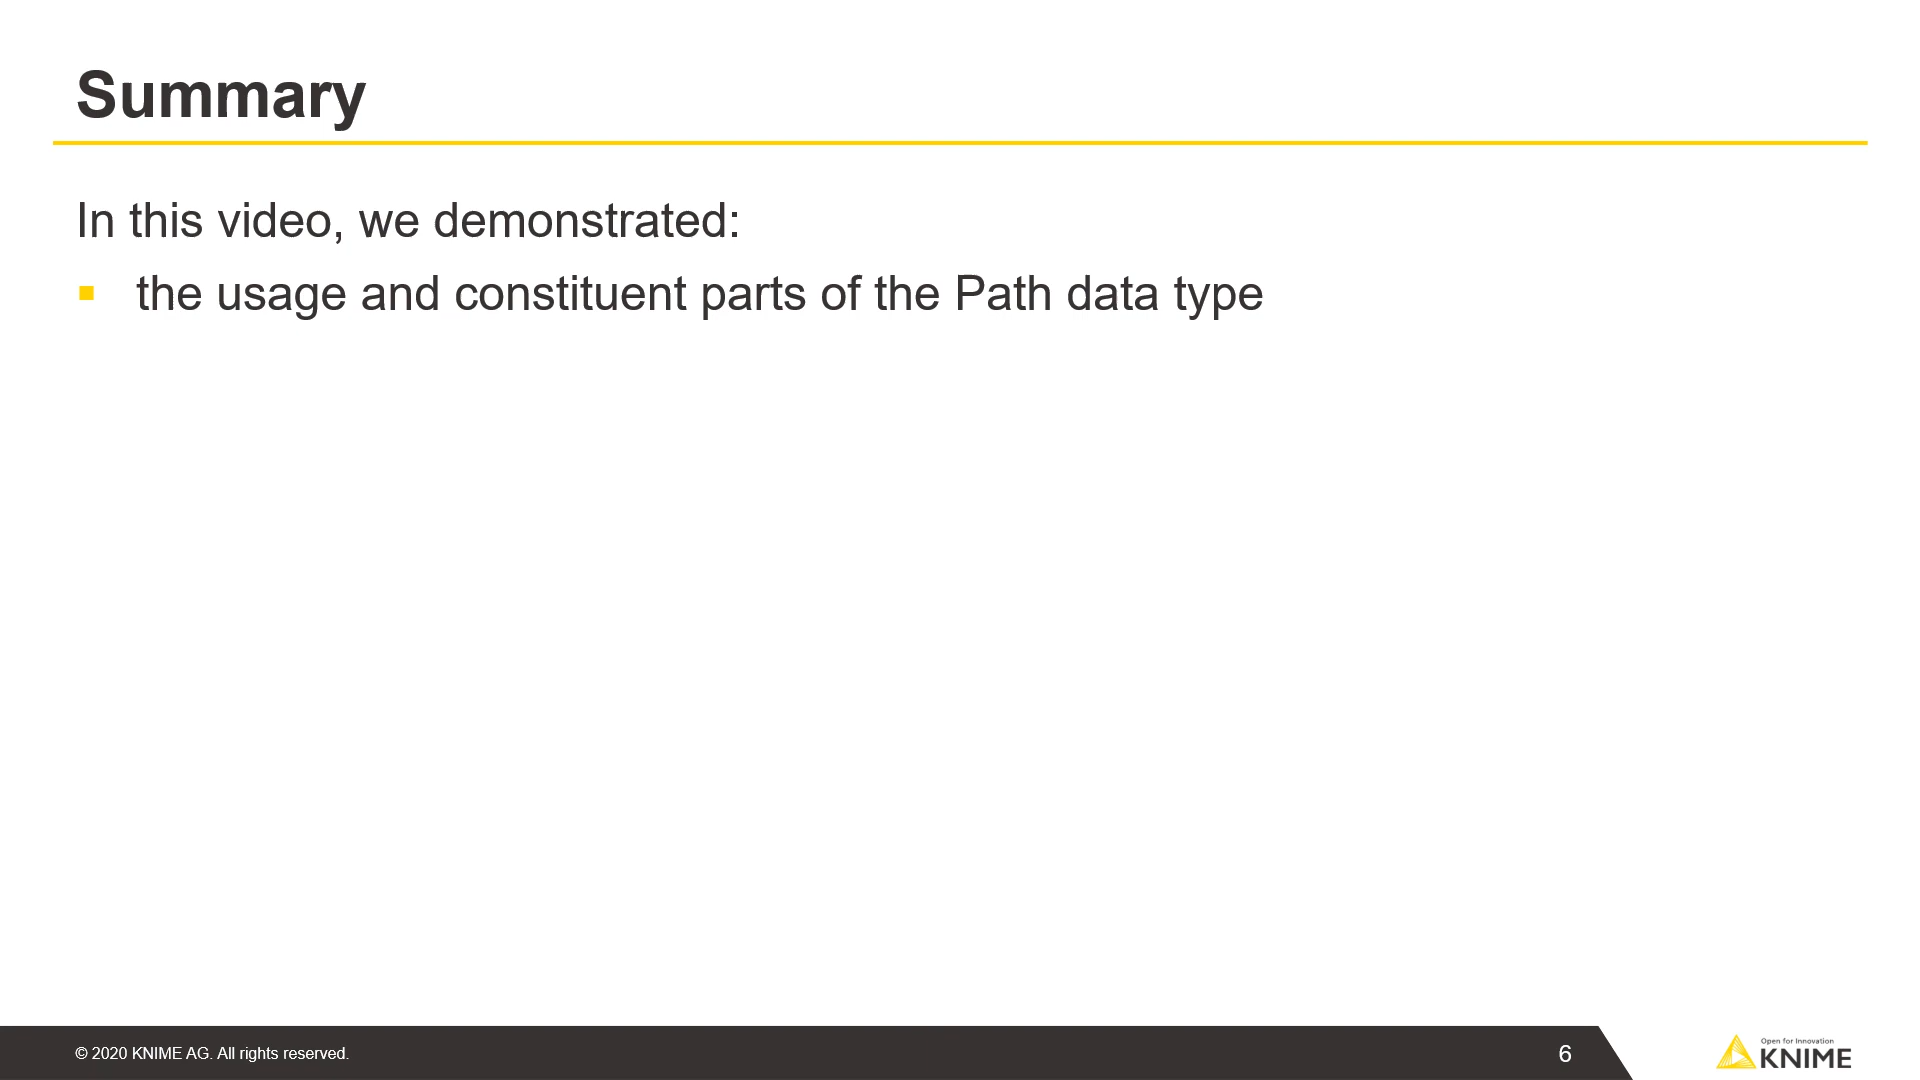 Summary
In this video, we demonstrated:
▪ the usage and constituent parts of the Path data type
© 2020 KNIME AG. All rights reserved.
6
Open for Innovation
KNIME